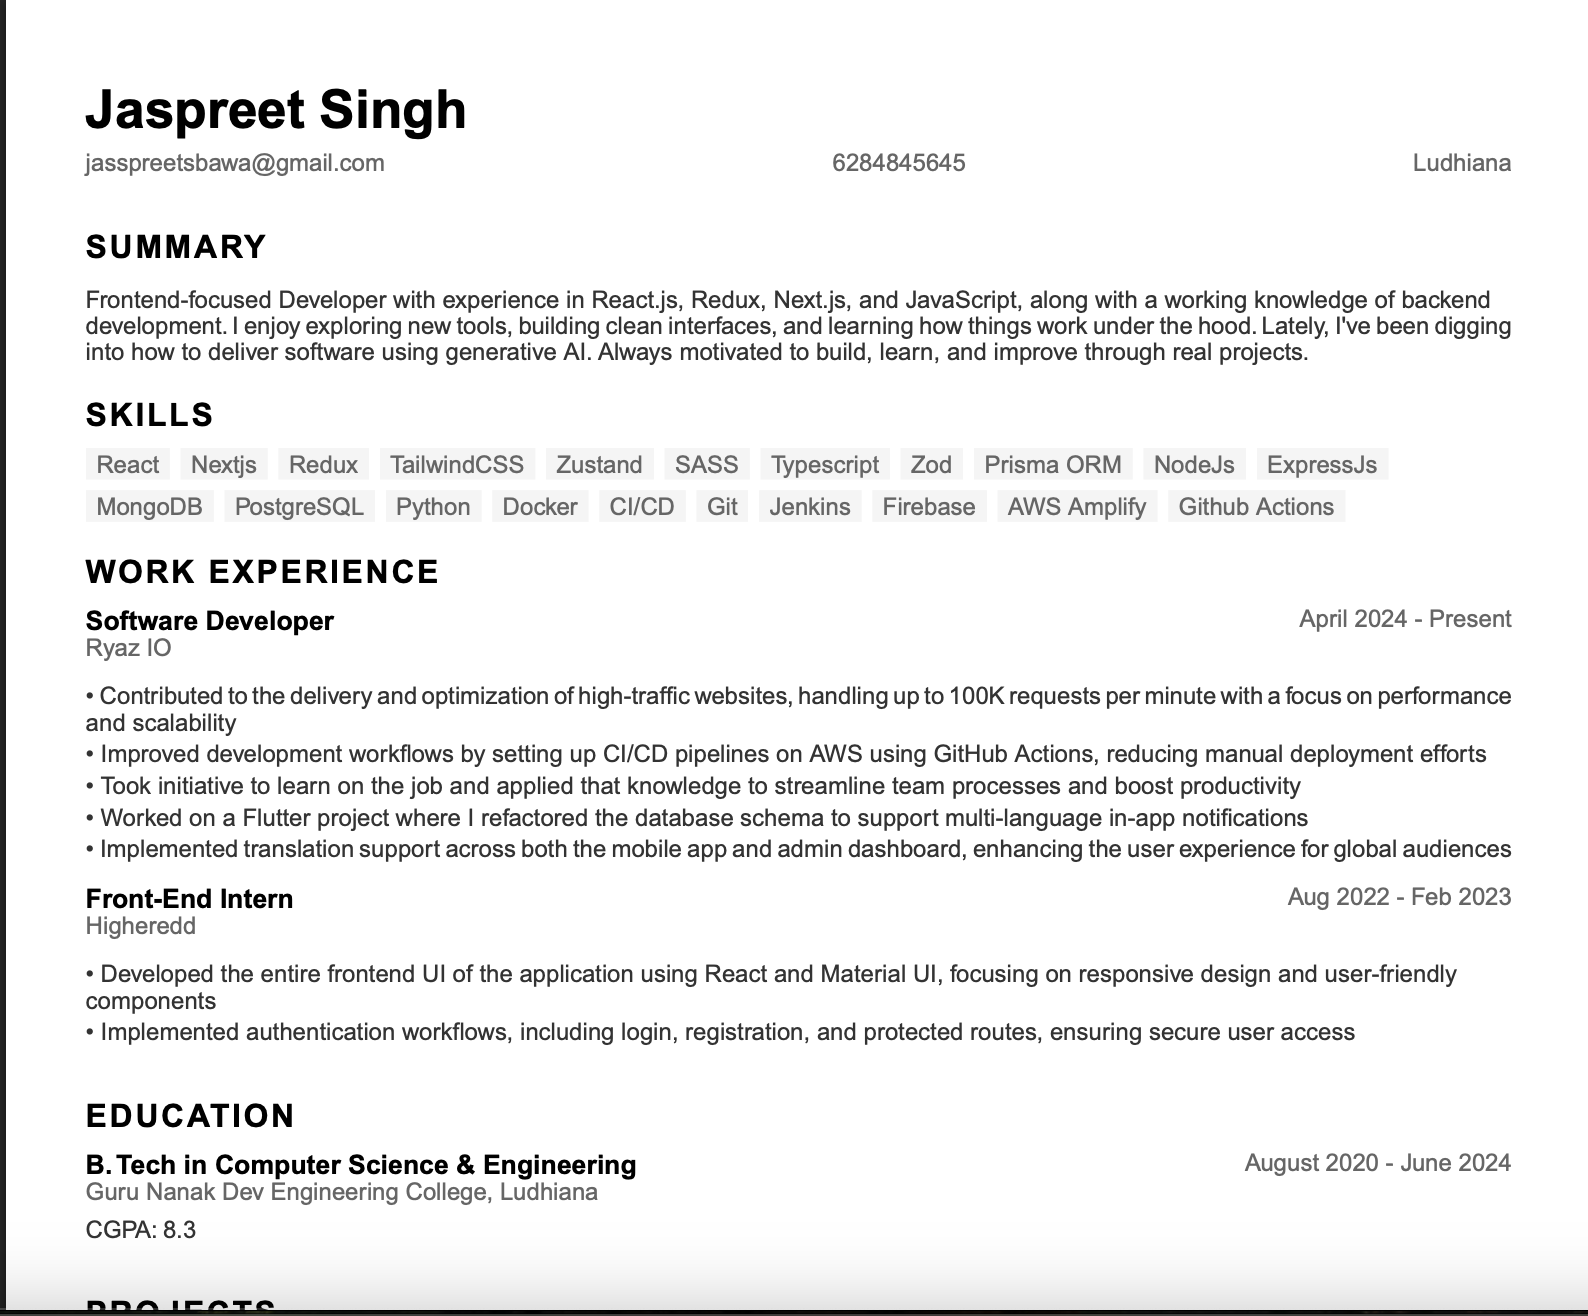 Jaspreet Singh
jasspreetsbawa@gmail.com 6284845645 Ludhiana
SUMMARY
Frontend-focused Developer with experience in React.js, Redux, Next.js, and JavaScript, along with a working knowledge of backend
development. I enjoy exploring new tools, building clean interfaces, and learning how things work under the hood. Lately, I've been digging
into how to deliver software using generative AI. Always motivated to build, learn, and improve through real projects.
SKILLS
React Nextjs Redux TailwindCSS Zustand SASS Typescript Zod Prisma ORM NodeJs ExpressJs
MongoDB PostgreSQL Python Docker CI/CD Git Jenkins Firebase AWS Amplify Github Actions
WORK EXPERIENCE
Software Developer April 2024 - Present
Ryaz IO
• Contributed to the delivery and optimization of high-traffic websites, handling up to 100K requests per minute with a focus on performance
and scalability
• Improved development workflows by setting up CI/CD pipelines on AWS using GitHub Actions, reducing manual deployment efforts
• Took initiative to learn on the job and applied that knowledge to streamline team processes and boost productivity
• Worked on a Flutter project where I refactored the database schema to support multi-language in-app notifications
• Implemented translation support across both the mobile app and admin dashboard, enhancing the user experience for global audiences
Front-End Intern Aug 2022 - Feb 2023
Higheredd
• Developed the entire frontend UI of the application using React and Material UI, focusing on responsive design and user-friendly
components
• Implemented authentication workflows, including login, registration, and protected routes, ensuring secure user access
EDUCATION
B. Tech in Computer Science & Engineering August 2020 - June 2024
Guru Nanak Dev Engineering College, Ludhiana
CGPA: 8.3
PROJECTS